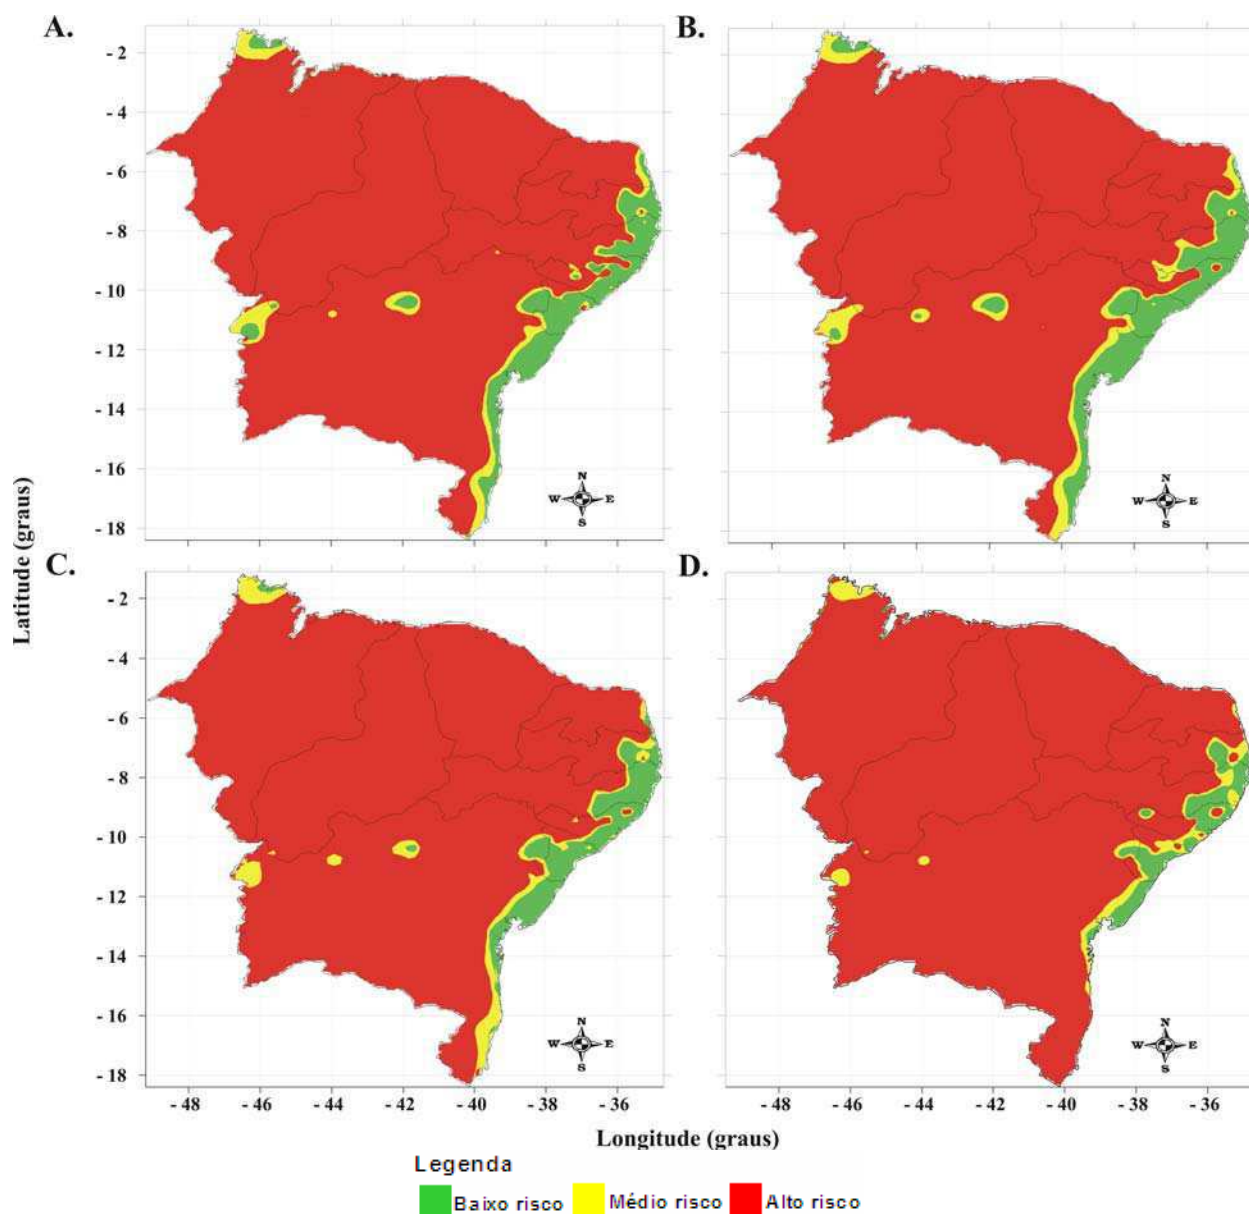 A. B.
- 2
- 4
- 6
- 8
- 10
- 12
- 14
- 16
- 18
N
W E
S
N
W E
S
C. D.
- 2
- 4
- 6
- 8
- 10
- 12
- 14
- 16
- 18
N
W E
S
N
W E
S
Latitude (graus)
- 48 - 46 - 44 - 42 - 40 - 38 - 36 - 48 - 46 - 44 - 42 - 40 - 38 - 36
Longitude (graus)
Legenda
Baixo risco Médio risco Alto risco